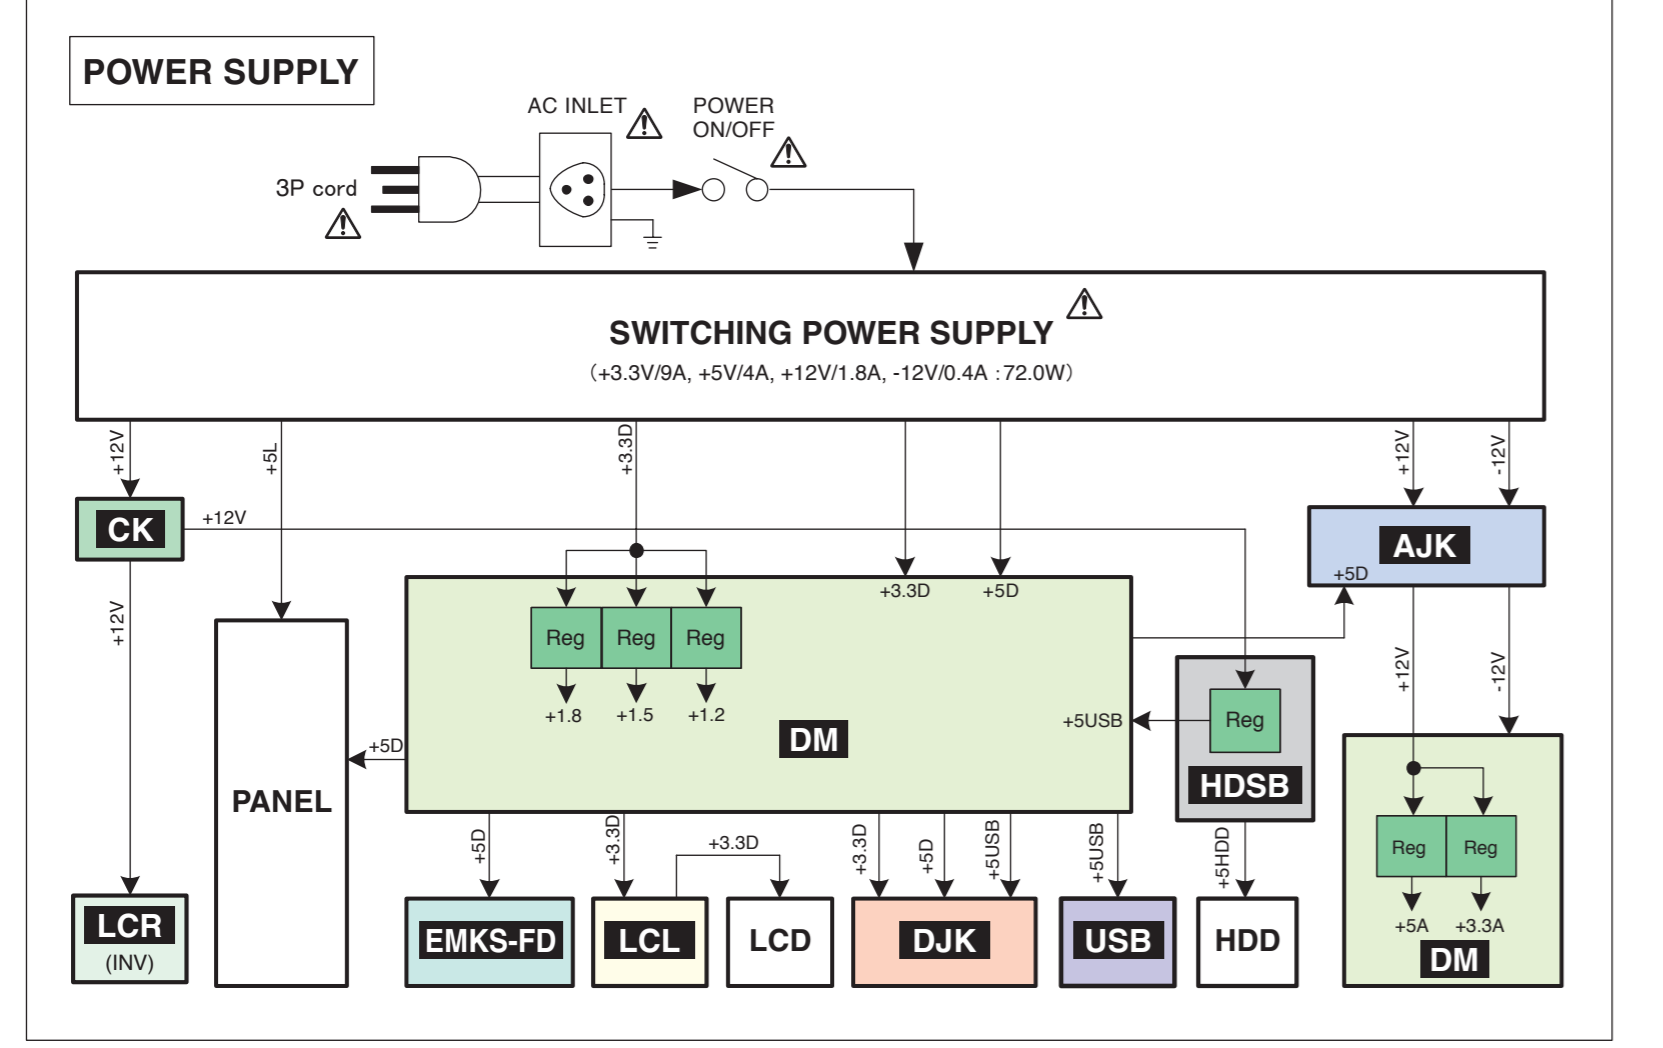 POWER SUPPLY
AC INLET
POWER
ON/OFF
3P cord
SWITCHING POWER SUPPLY
(+3.3V/9A, +5V/4A, +12V/1.8A, -12V/0.4A : 72.0W)
+12V
+5L
+3.3D
+12V
-12V
CK
+12V
AJK
+5D
+3.3D
+5D
+12V
Reg
Reg
Reg
+12V
-12V
+1.8
+1.5
+1.2
+5USB
Reg
DM
+5D
HDSB
PANEL
+5D
+3.3D
+3.3D
+3.3D
+5D
+5USB
+5USB
+5HDD
Reg
Reg
+5A
+3.3A
LCR
(INV)
EMKS-FD
LCL
LCD
DJK
USB
HDD
DM